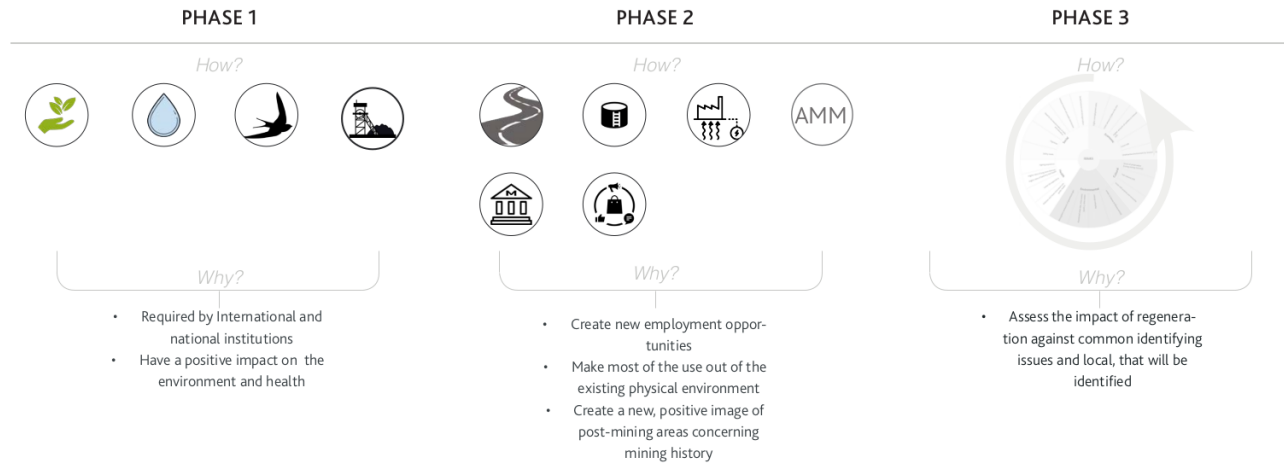 PHASE 1
How?
Why?
• Required by International and
national institutions
• Have a positive impact on the
environment and health
PHASE 2
How?
AMM
M
Why?
• Create new employment oppor-
tunities
• Make most of the use out of the
existing physical environment
• Create a new, positive image of
post-mining areas concerning
mining history
PHASE 3
How?
Why?
• Assess the impact of regenera-
tion against common identifying
issues and local, that will be
identified